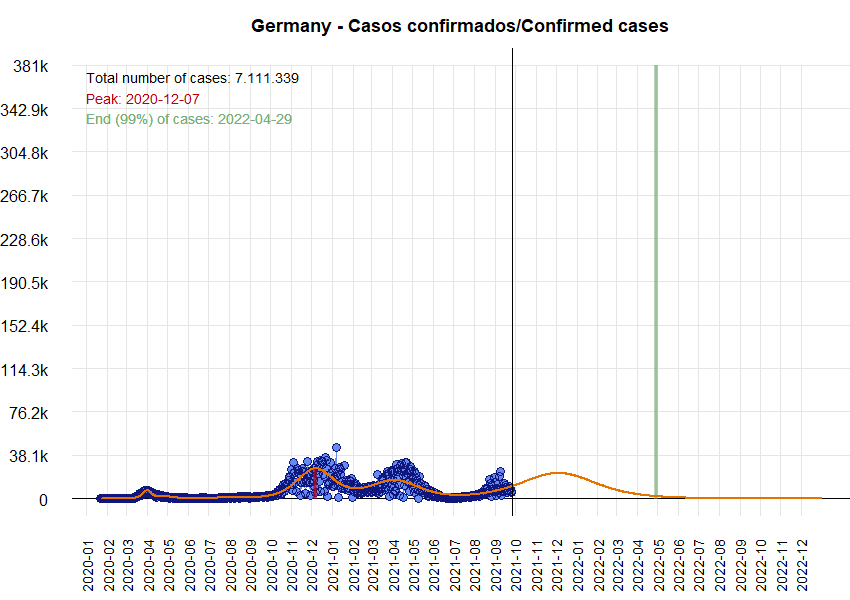 Germany - Casos confirmados/Confirmed cases
381k
342.9k
304.8k
266.7k
228.6k
190.5k
152.4k
114.3k
76.2k
38.1k
0
Total number of cases: 7.111.339
Peak: 2020-12-07
End (99%) of cases: 2022-04-29
2020-01
2020-02
2020-03
2020-04
2020-05
2020-06
2020-07
2020-08
2020-09
2020-10
2020-11
2020-12
2021-01
2021-02
2021-03
2021-04
2021-05
2021-06
2021-07
2021-08
2021-09
2021-10
2021-11
2021-12
2022-01
2022-02
2022-03
2022-04
2022-05
2022-06
2022-07
2022-08
2022-09
2022-10
2022-11
2022-12